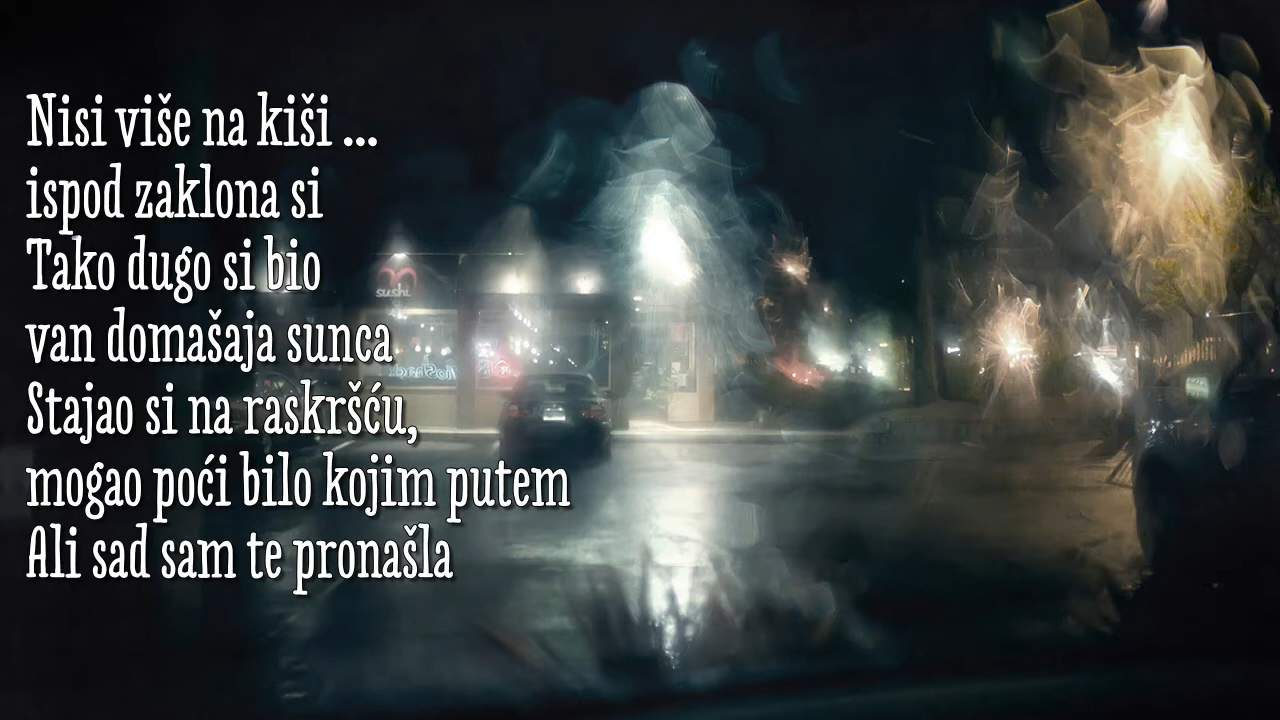 Nisi više na kiši ...
ispod zaklona si
Tako dugo si bio
van domašaja sunca
Stajao si na raskršću,
mogao poći bilo kojim putem
Ali sad sam te pronašla
sushi